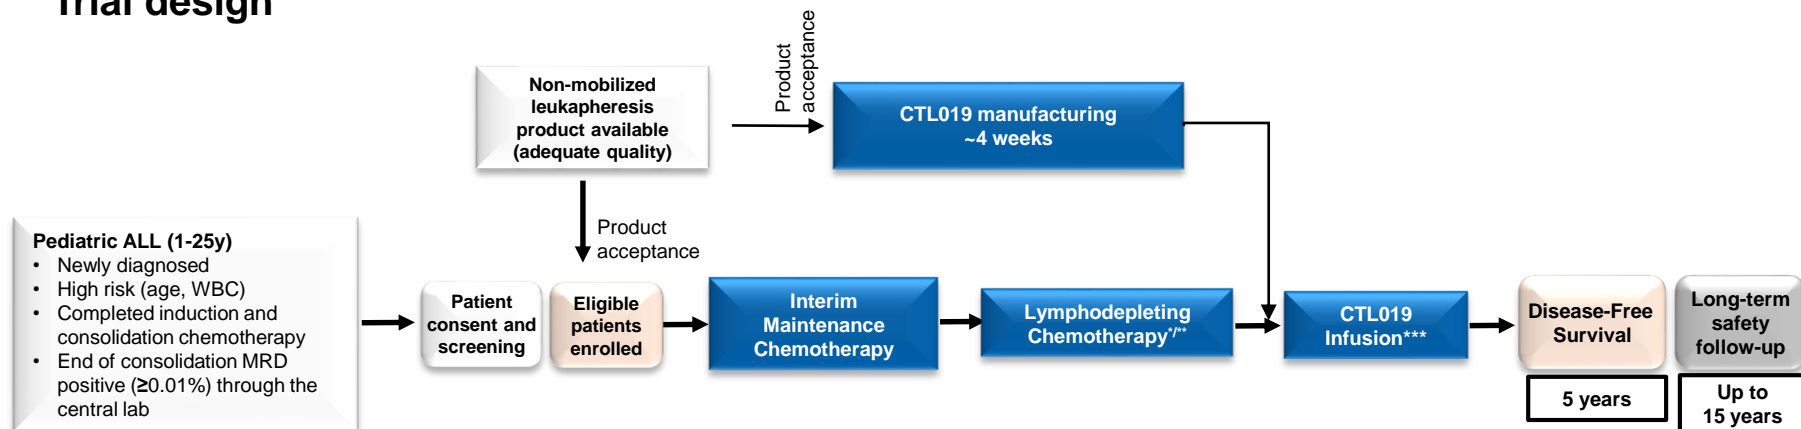 Trial design
Product
acceptance
Non-mobilized
leukapheresis
product available
(adequate quality)
CTL019 manufacturing
~4 weeks
Product
acceptance
Pediatric ALL (1-25y)
• Newly diagnosed
• High risk (age, WBC)
• Completed induction and
consolidation chemotherapy
• End of consolidation MRD
positive (≥0.01%) through the
central lab
Patient
consent and
screening
Eligible
patients
enrolled
Interim
Maintenance
Chemotherapy
Lymphodepleting
Chemotherapy*/**
CTL019
Infusion***
Disease-Free
Survival
5 years
Long-term
safety
follow-up
Up to
15 years